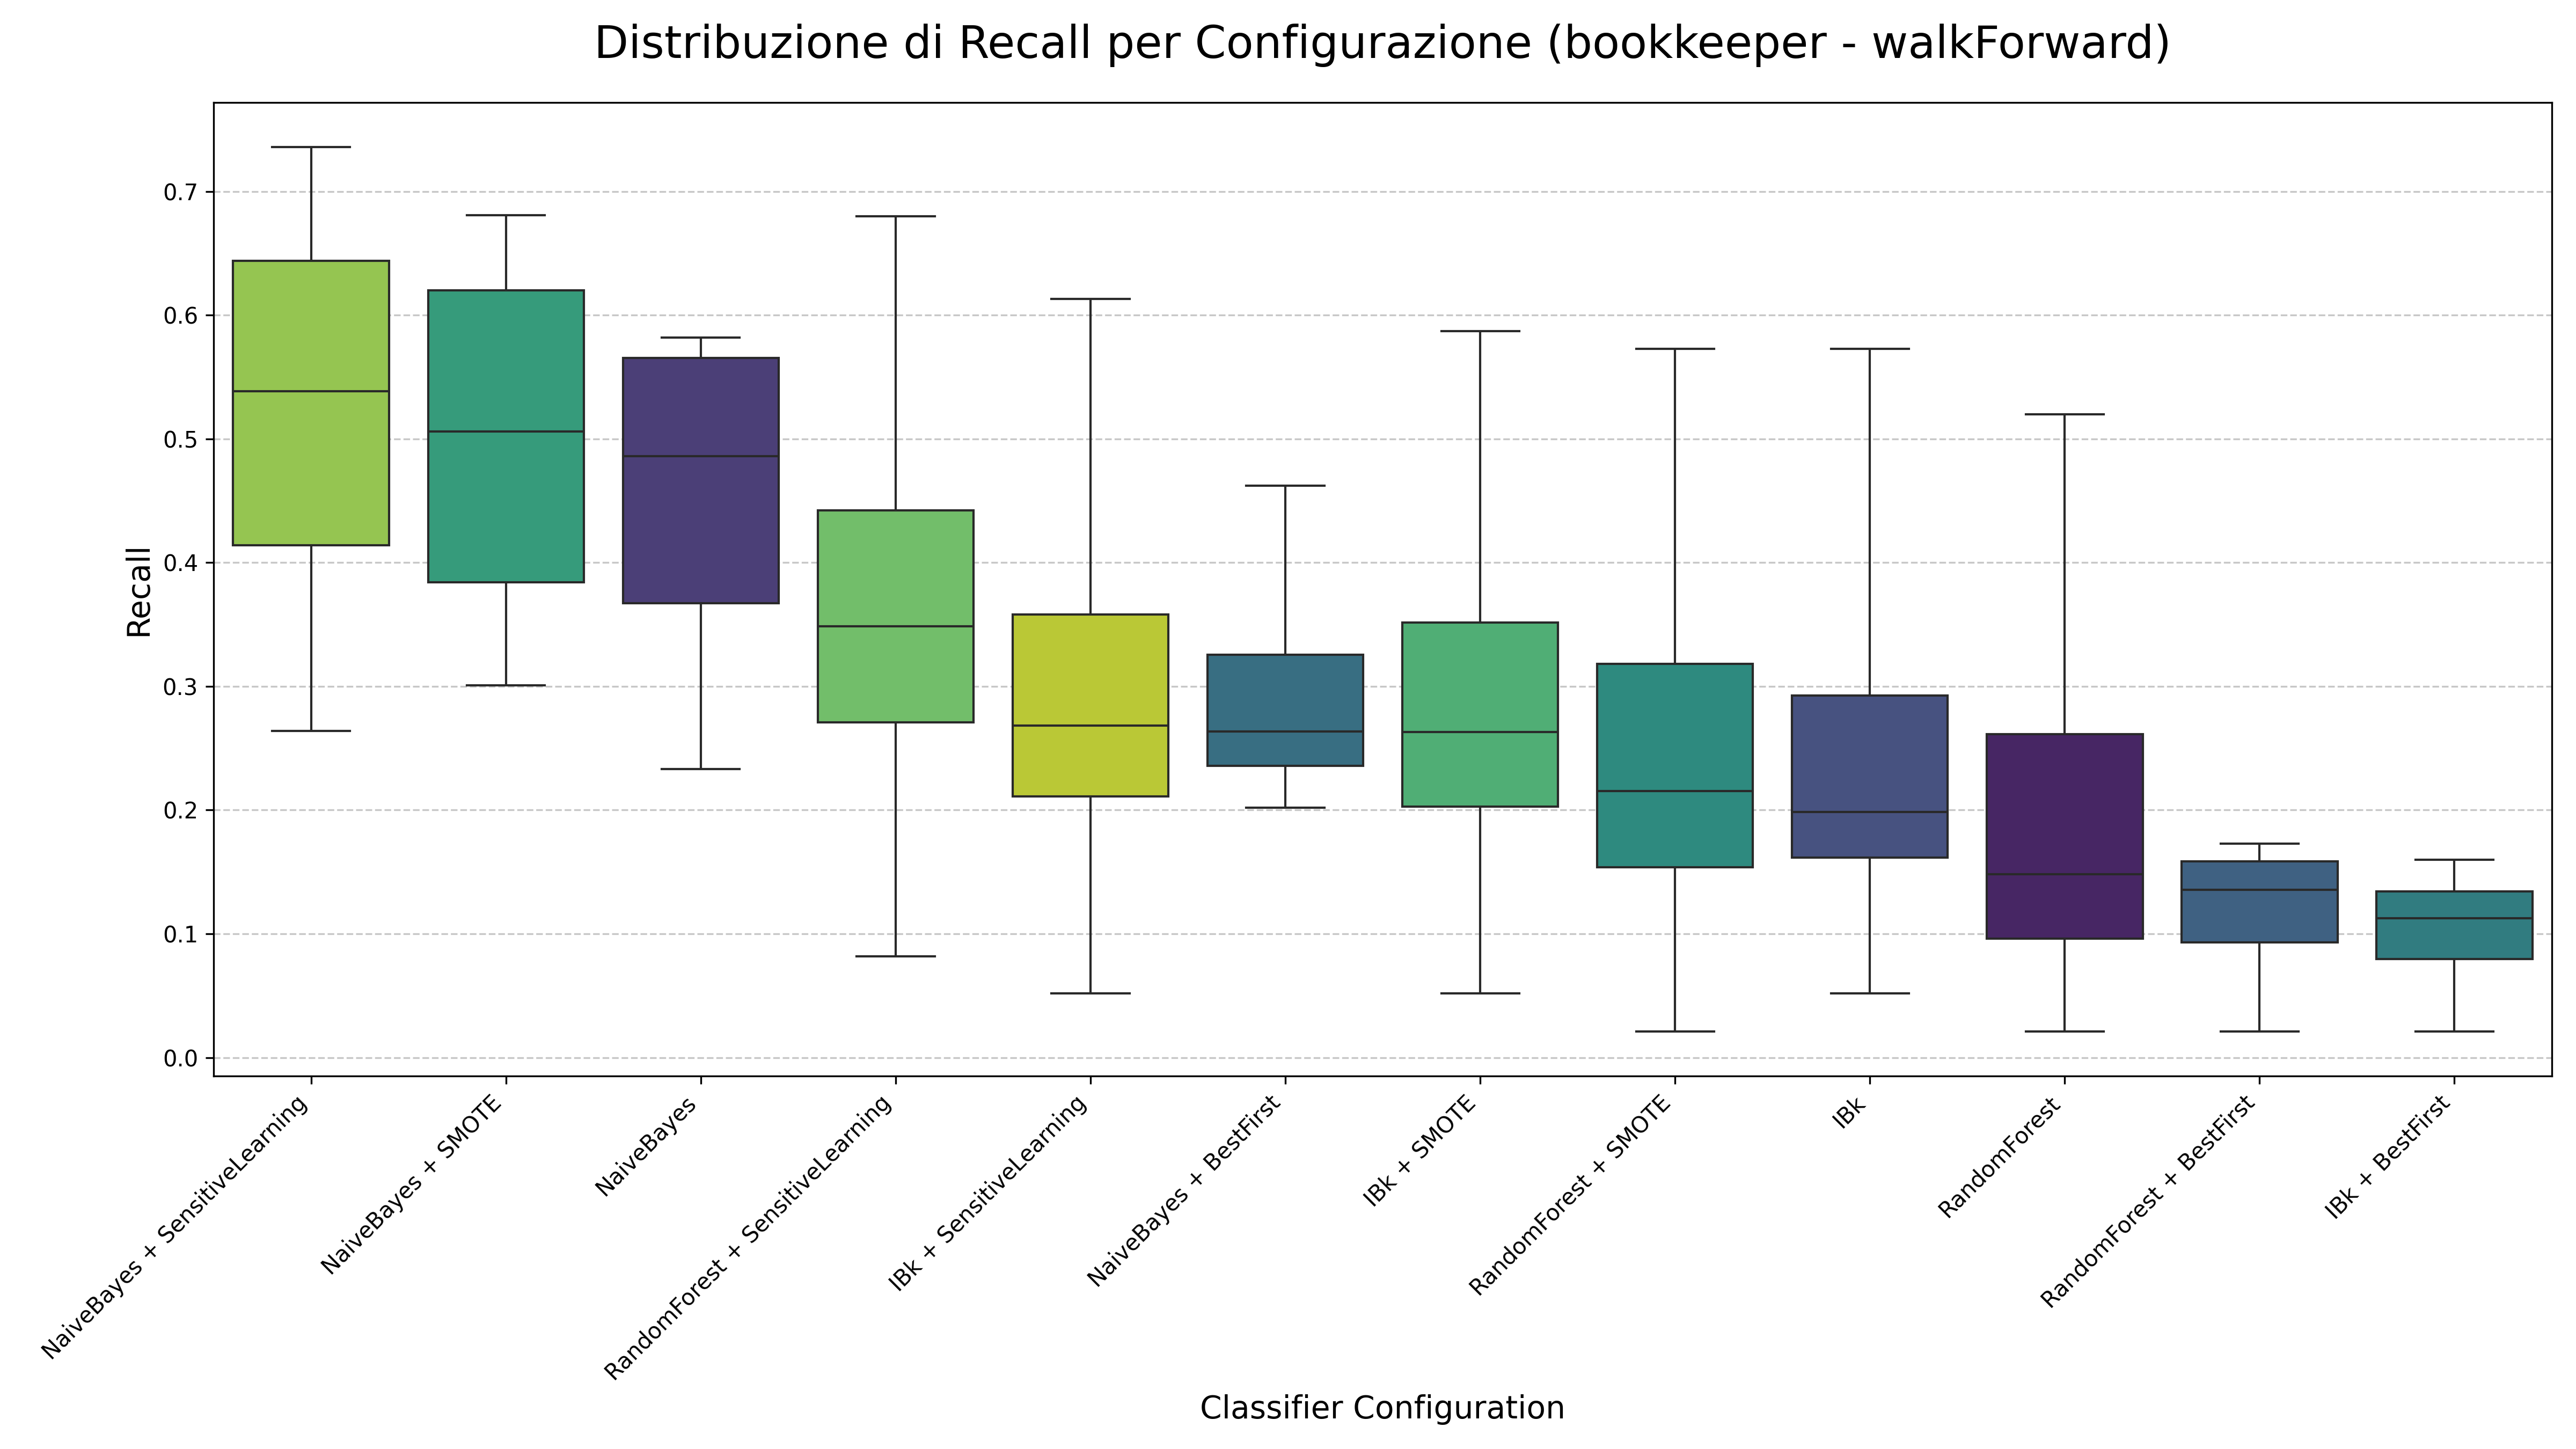 Distribuzione di Recall per Configurazione (bookkeeper - walkForward)
Recall
0.7
0.6
0.5
0.4
0.3
0.2
0.1
0.0
NaiveBayes + SensitiveLearning
NaiveBayes + SMOTE
NaiveBayes
RandomForest + SensitiveLearning
IBk + SensitiveLearning
NaiveBayes + BestFirst
IBk + SMOTE
RandomForest + SMOTE
IBk
RandomForest
RandomForest + BestFirst
IBk + BestFirst
Classifier Configuration